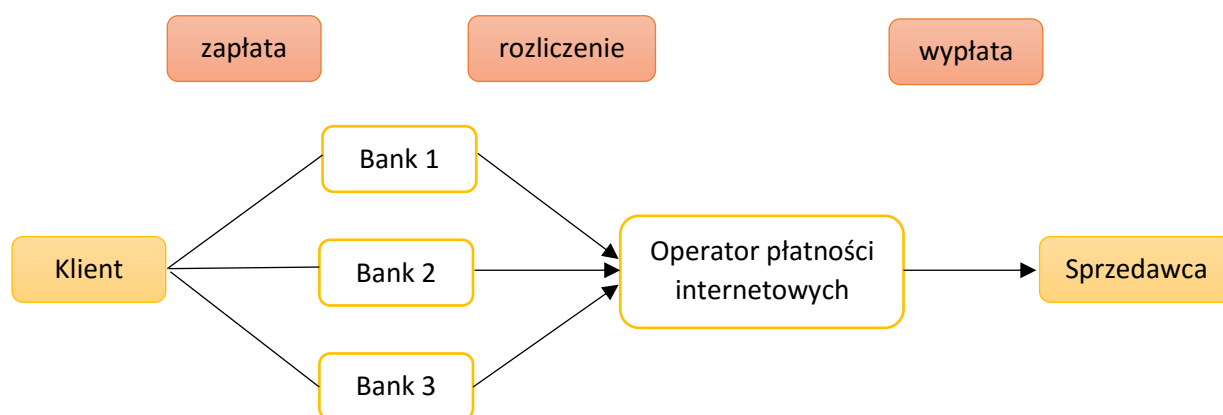 zapłata
rozliczenie
wypłata
Bank 1
Klient
Bank 2
Operator płatności
internetowych
Sprzedawca
Bank 3